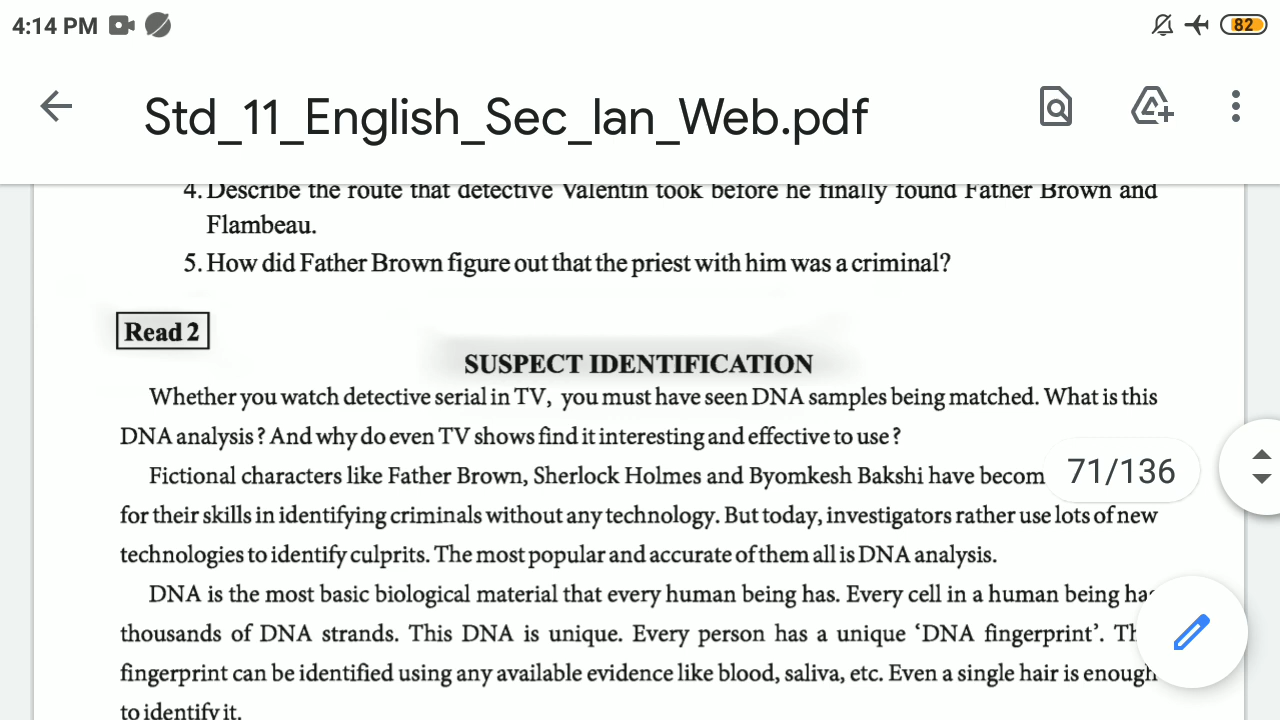 4:14 PM
82
Std_11_English_Sec_lan_Web.pdf
4. Describe the route that detective Valentin took before he finally found Father Brown and
Flambeau.
5. How did Father Brown figure out that the priest with him was a criminal?
Read 2
SUSPECT IDENTIFICATION
Whether you watch detective serial in TV, you must have seen DNA samples being matched. What is this
DNA analysis ? And why do even TV shows find it interesting and effective to use ?
Fictional characters like Father Brown, Sherlock Holmes and Byomkesh Bakshi have becom
71/136
for their skills in identifying criminals without any technology. But today, investigators rather use lots of new
technologies to identify culprits. The most popular and accurate of them all is DNA analysis.
DNA is the most basic biological material that every human being has. Every cell in a human being has
thousands of DNA strands. This DNA is unique. Every person has a unique ‘DNA fingerprint’. Th
fingerprint can be identified using any available evidence like blood, saliva, etc. Even a single hair is enough
to identify it.